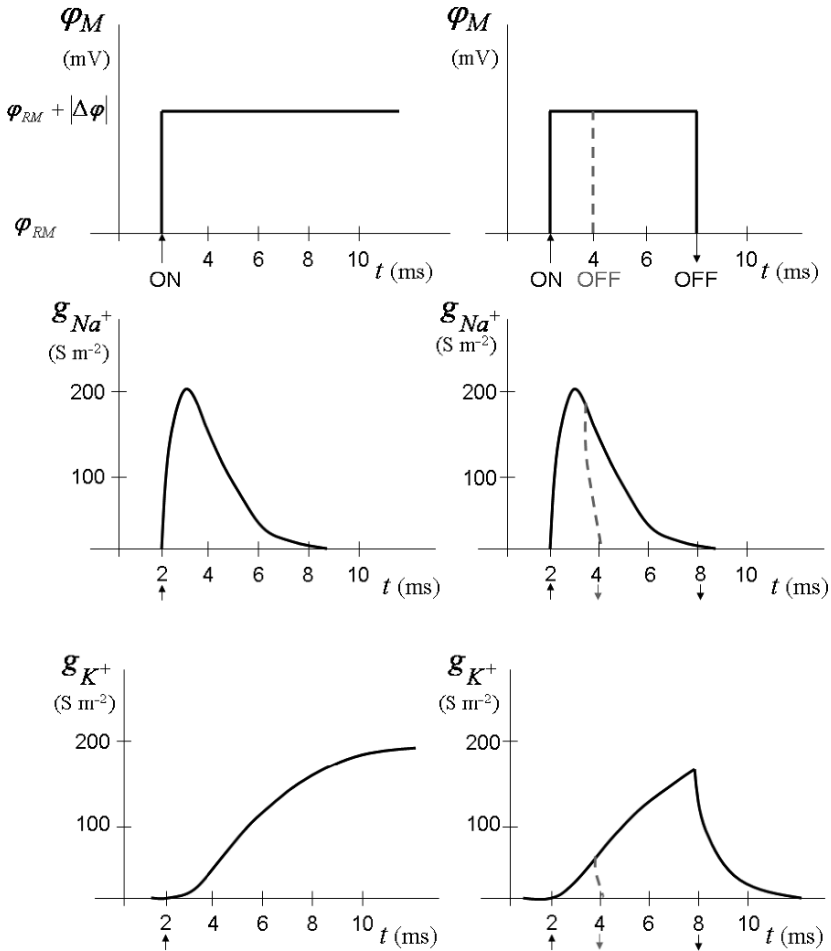 φM
(mV)
φRM + |Δφ|
φRM
4 6 8 10
t (ms)
ON
φM
(mV)
4 6 8 10
t (ms)
ON OFF OFF
gNa+
(S m-2)
200
100
2 4 6 8 10
t (ms)
gNa+
(S m-2)
200
100
2 4 6 8 10
t (ms)
gK+
(S m-2)
200
100
2 4 6 8 10
t (ms)
gK+
(S m-2)
200
100
2 4 6 8 10
t (ms)